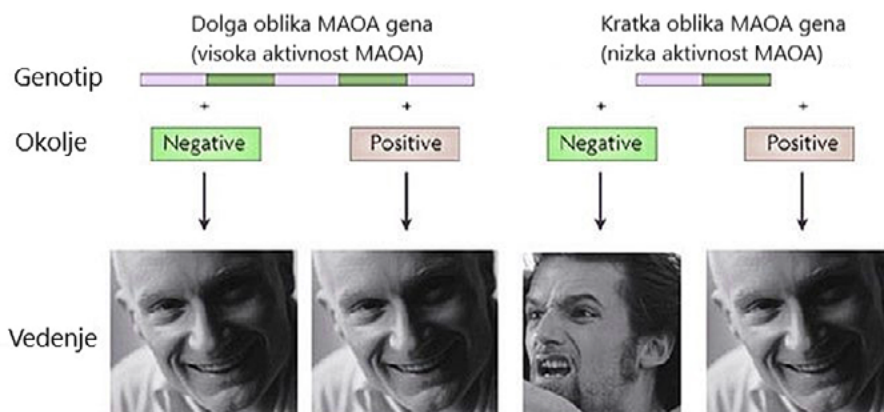 Dolga oblika MAOA gena
(visoka aktivnost MAOA)
Kratka oblika MAOA gena
(nizka aktivnost MAOA)
Genotip
+ + + +
Okolje
Negative Positive Negative Positive
Vedenje